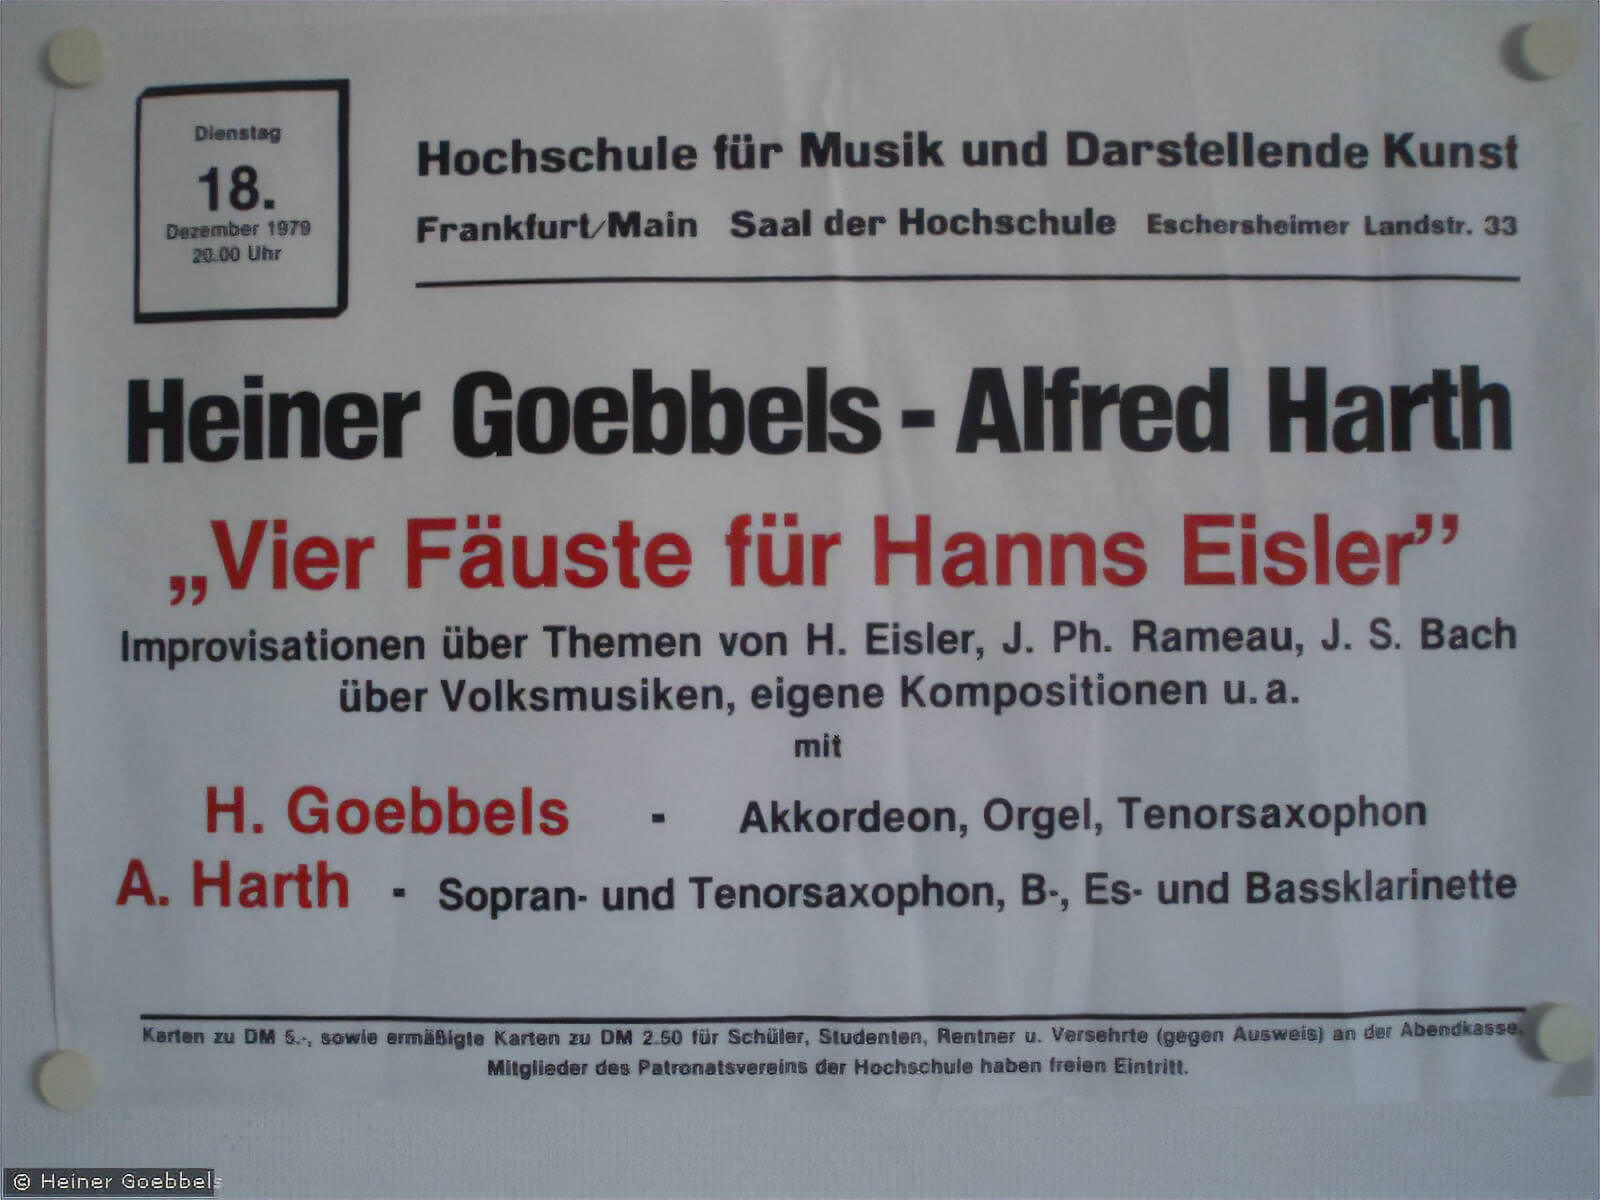 Dienstag
18.
Dezember 1979
20.00 Uhr
Hochschule für Musik und Darstellende Kunst
Frankfurt/Main Saal der Hochschule Eschersheimer Landstr. 33
Heiner Goebbels - Alfred Harth
„Vier Fäuste für Hanns Eisler”
Improvisationen über Themen von H. Eisler, J. Ph. Rameau, J. S. Bach
über Volksmusiken, eigene Kompositionen u. a.
mit
H. Goebbels - Akkordeon, Orgel, Tenorsaxophon
A. Harth - Sopran- und Tenorsaxophon, B-, Es- und Bassklarinette
Karten zu DM 5.-, sowie ermäßigte Karten zu DM 2.50 für Schüler, Studenten, Rentner u. Versehrte (gegen Ausweis) an der Abendkasse.
Mitglieder des Patronatsvereins der Hochschule haben freien Eintritt.
© Heiner Goebbels